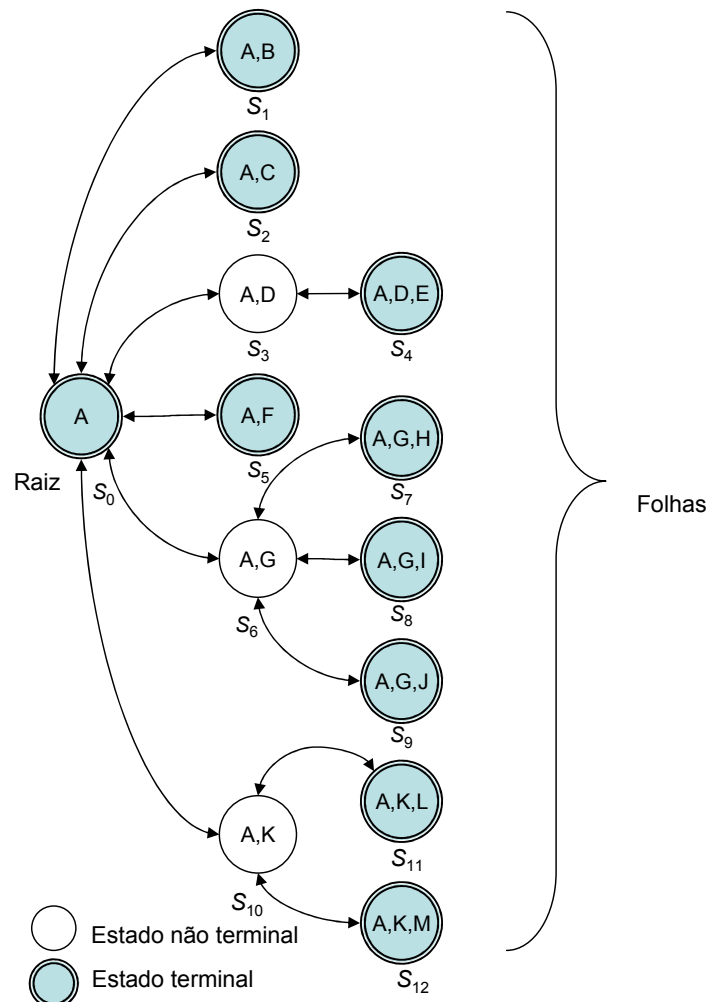 A,B
S1
A,C
S2
A,D
S3
A,D,E
S4
A
Raiz
S0
A,F
S5
A,G,H
S7
Folhas
A,G
S6
A,G,I
S8
A,G,J
S9
A,K
S10
A,K,L
S11
A,K,M
S12
Estado não terminal
Estado terminal